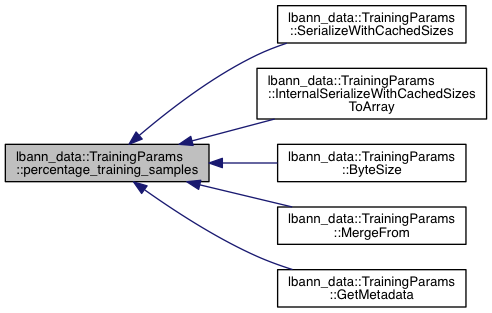 lbann_data::TrainingParams
::SerializeWithCachedSizes
lbann_data::TrainingParams
::InternalSerializeWithCachedSizes
ToArray
lbann_data::TrainingParams
::percentage_training_samples
lbann_data::TrainingParams
::ByteSize
lbann_data::TrainingParams
::MergeFrom
lbann_data::TrainingParams
::GetMetadata